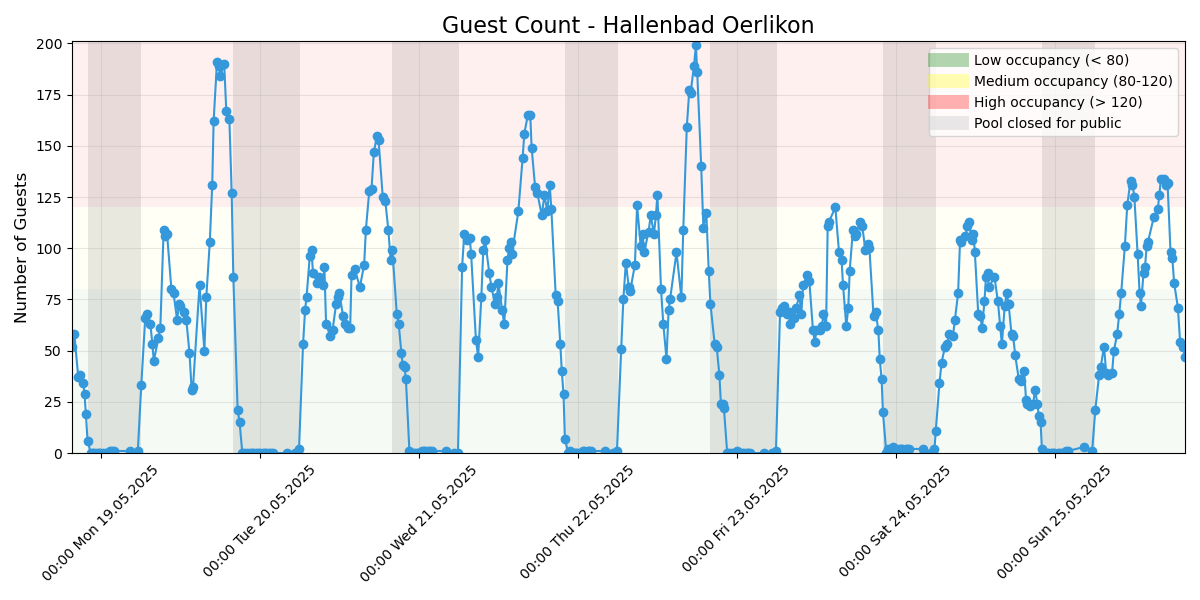 Guest Count - Hallenbad Oerlikon
Number of Guests
200
175
150
125
100
75
50
25
0
Low occupancy (< 80)
Medium occupancy (80-120)
High occupancy (> 120)
Pool closed for public
00:00 Mon 19.05.2025
00:00 Tue 20.05.2025
00:00 Wed 21.05.2025
00:00 Thu 22.05.2025
00:00 Fri 23.05.2025
00:00 Sat 24.05.2025
00:00 Sun 25.05.2025